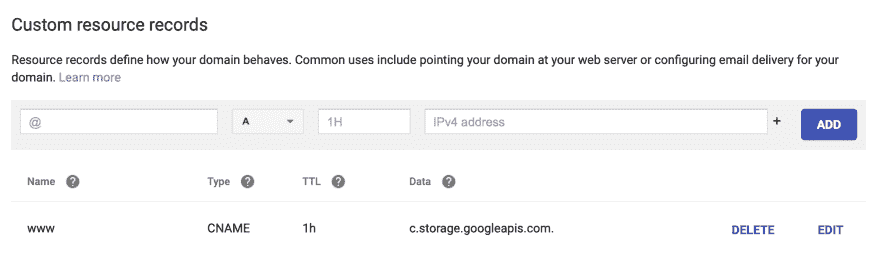 Custom resource records
Resource records define how your domain behaves. Common uses include pointing your domain at your web server or configuring email delivery for your
domain. Learn more
@ A 1H IPv4 address + ADD
Name ? Type ? TTL ? Data ?
www CNAME 1h c.storage.googleapis.com. DELETE EDIT